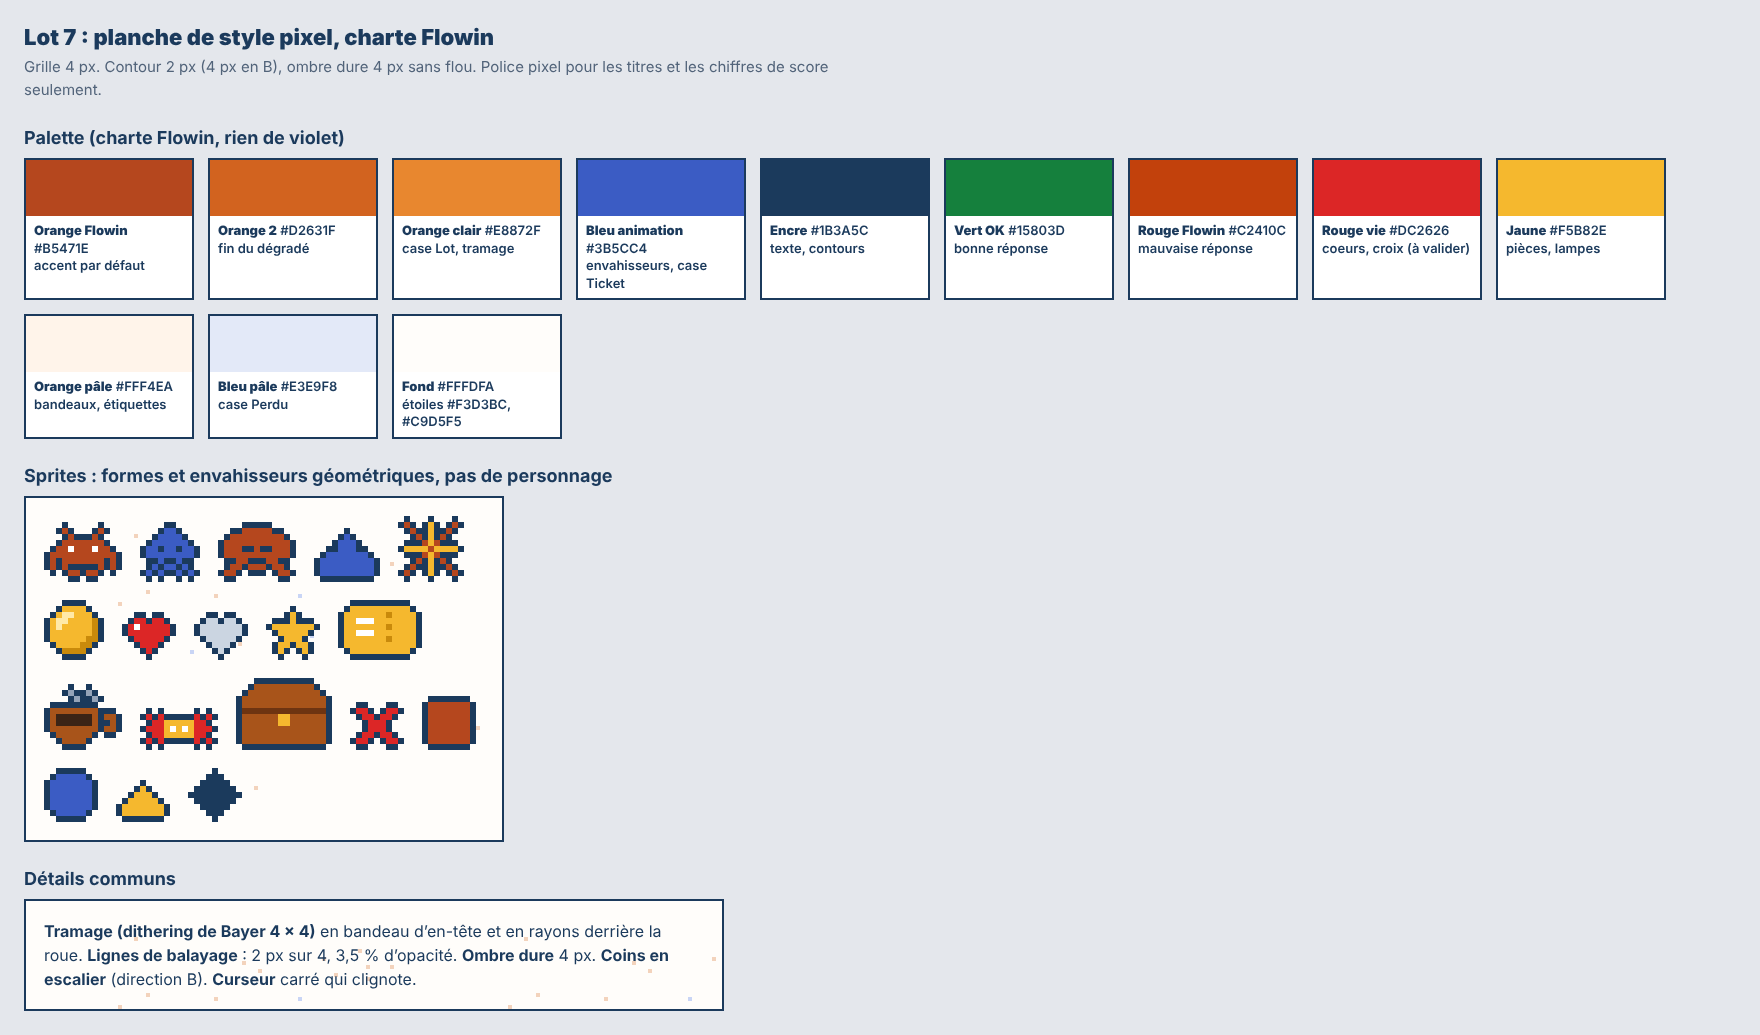 Lot 7 : planche de style pixel, charte Flowin
Grille 4 px. Contour 2 px (4 px en B), ombre dure 4 px sans flou. Police pixel pour les titres et les chiffres de score
seulement.
Palette (charte Flowin, rien de violet)
Orange Flowin
#B5471E
accent par défaut
Orange 2 #D2631F
fin du dégradé
Orange clair #E8872F
case Lot, tramage
Bleu animation
#3B5CC4
envahisseurs, case
Ticket
Encre #1B3A5C
texte, contours
Vert OK #15803D
bonne réponse
Rouge Flowin #C2410C
mauvaise réponse
Rouge vie #DC2626
coeurs, croix (à valider)
Jaune #F5B82E
pièces, lampes
Orange pâle #FFF4EA
bandeaux, étiquettes
Bleu pâle #E3E9F8
case Perdu
Fond #FFFDFA
étoiles #F3D3BC,
#C9D5F5
Sprites : formes et envahisseurs géométriques, pas de personnage
Détails communs
Tramage (dithering de Bayer 4 × 4) en bandeau d’en-tête et en rayons derrière la
roue. Lignes de balayage : 2 px sur 4, 3,5 % d’opacité. Ombre dure 4 px. Coins en
escalier (direction B). Curseur carré qui clignote.